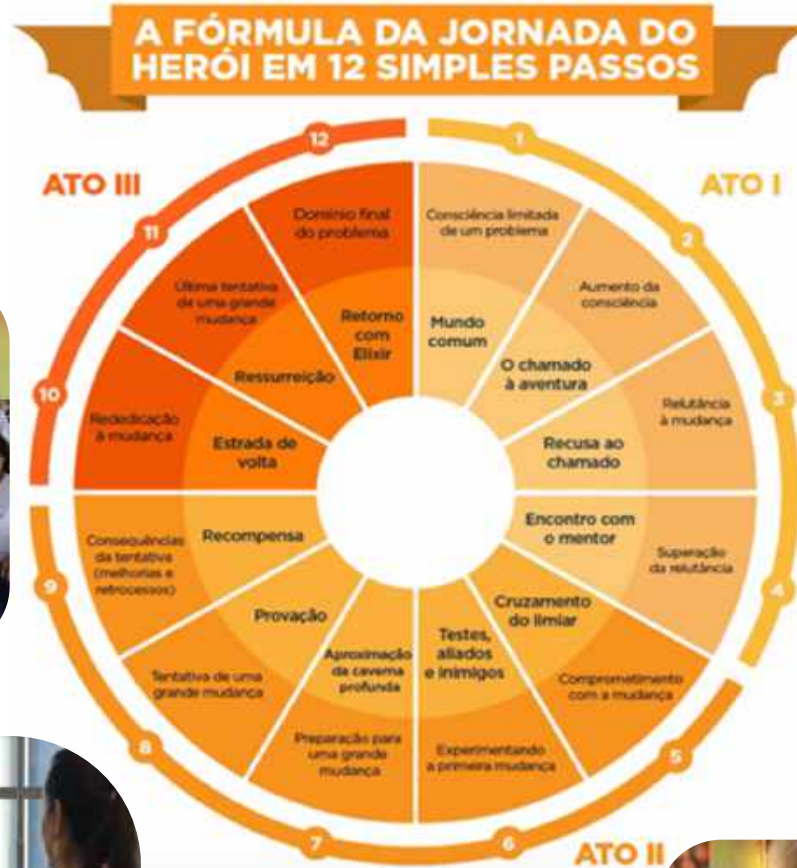 A FÓRMULA DA JORNADA DO
HERÓI EM 12 SIMPLES PASSOS
ATO I
1
Consciência limitada
de um problema
Mundo
comum
2
Aumento da
consciência
O chamado
à aventura
3
Relutância
à mudança
Recusa ao
chamado
4
Superação
da relutância
Encontro com
o mentor
ATO II
5
Comprometimento
com a mudança
Cruzamento
do limiar
6
Experimentando
a primeira mudança
Testes,
aliados
e inimigos
7
Preparação para
uma grande
mudança
Aproximação
da caverna
profunda
8
Tentativa de uma
grande mudança
Provação
9
Consequências
da tentativa
(melhorias e
retrocessos)
Recompensa
ATO III
10
Rededicação
à mudança
Estrada de
volta
11
Última tentativa
de uma grande
mudança
Ressurreição
12
Domínio final
do problema
Retorno
com
Elixir